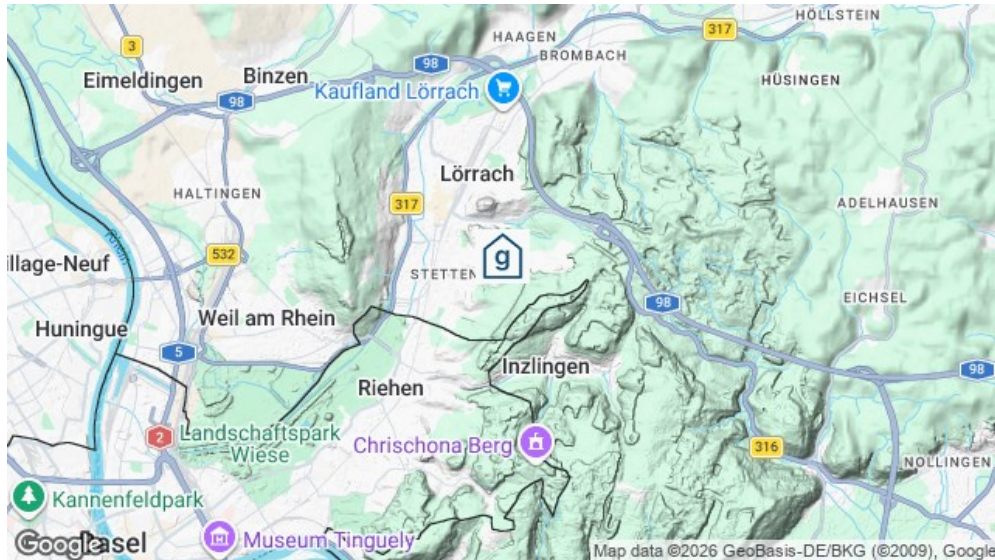 HÖLLSTEIN
3
HAAGEN
317
98
BROMBACH
Eimeldingen
Binzen
HÜSINGEN
98
Kaufland Lörrach
Lörrach
HALTINGEN
317
ADELHAUSEN
532
g
STETTEN
illage-Neuf
98
EICHSEL
Huningue
Weil am Rhein
5
Inzlingen
98
Riehen
2
Landschaftspark
Wiese
Chrischona Berg
316
NOLLINGEN
Kannenfeldpark
Google
Basel
Museum Tinguely
Map data ©2026 GeoBasis-DE/BKG (©2009), Google